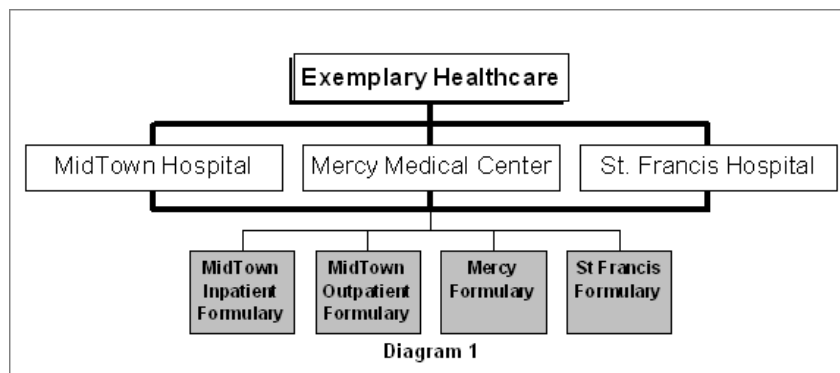 Exemplary Healthcare
MidTown Hospital
Mercy Medical Center
St. Francis Hospital
MidTown
Inpatient
Formulary
MidTown
Outpatient
Formulary
Mercy
Formulary
St Francis
Formulary
Diagram 1